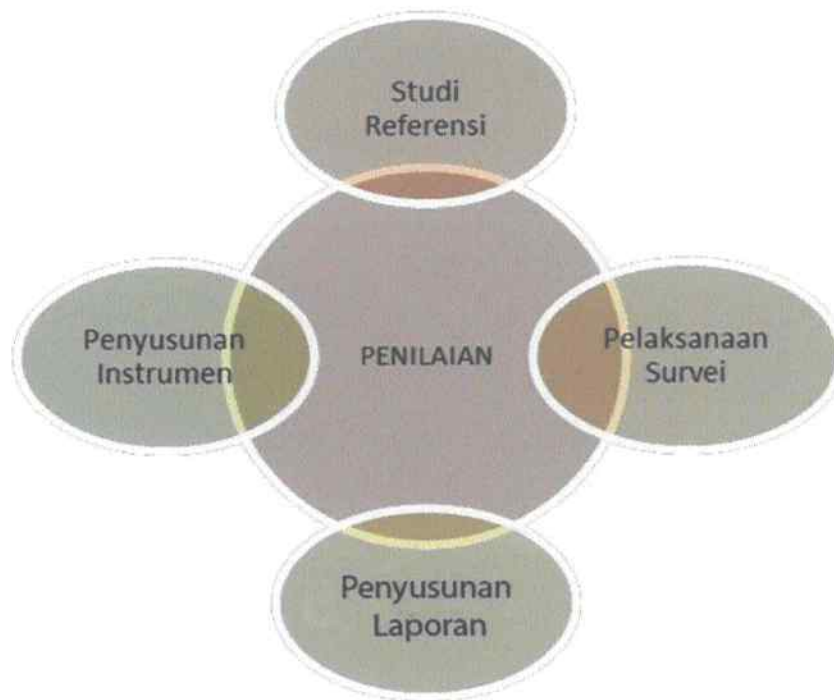 Studi
Referensi
Penyusunan
Instrumen
PENILAIAN
Pelaksanaan
Survei
Penyusunan
Laporan